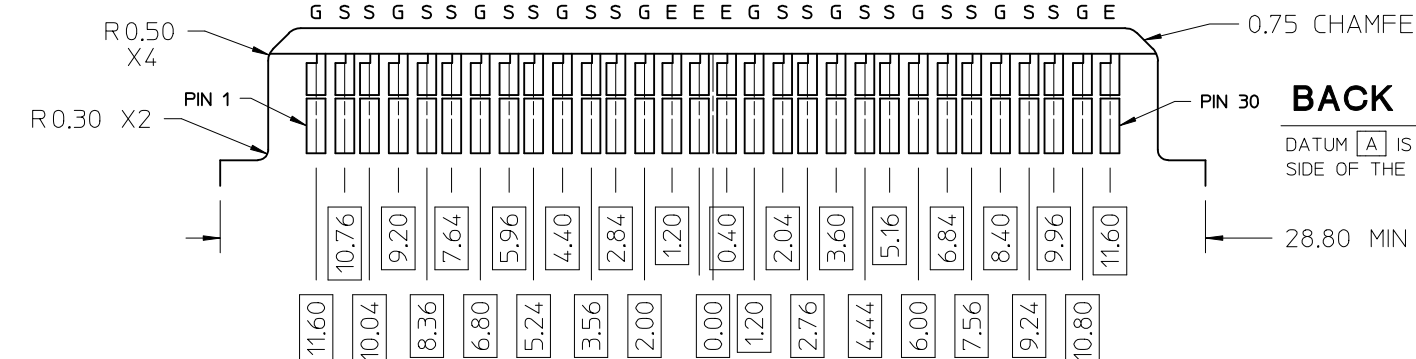 G S S G S S G S S G S S G E E E E G S S G S S G S S G S S G E
R0.50
X4
0.75 CHAMFE
PIN 1
PIN 30
BACK
R0.30 X2
DATUM A IS
SIDE OF THE
10.76 9.20 7.64 5.96 4.40 2.84 1.20 0.40 2.04 3.60 5.16 6.84 8.40 9.96 11.60
28.80 MIN
11.60 10.04 8.36 6.80 5.24 3.56 2.00 0.00 1.20 2.76 4.44 6.00 7.56 9.24 10.80